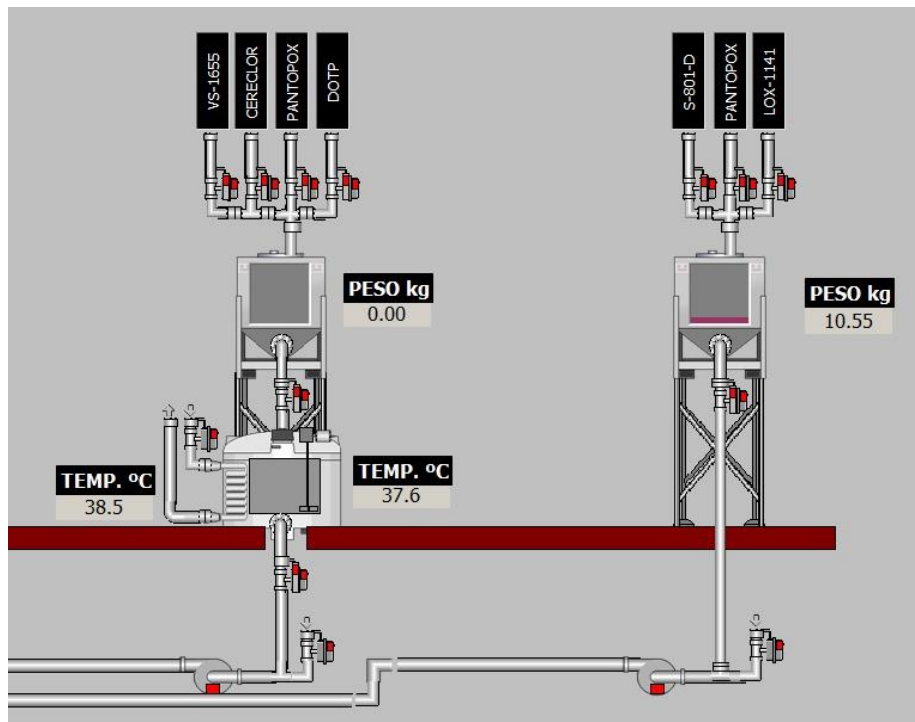 VS-1655
CERECLOR
PANTOPOX
DOTP
S-801-D
PANTOPOX
LOX-1141
PESO kg
0.00
PESO kg
10.55
TEMP. ºC
38.5
TEMP. ºC
37.6